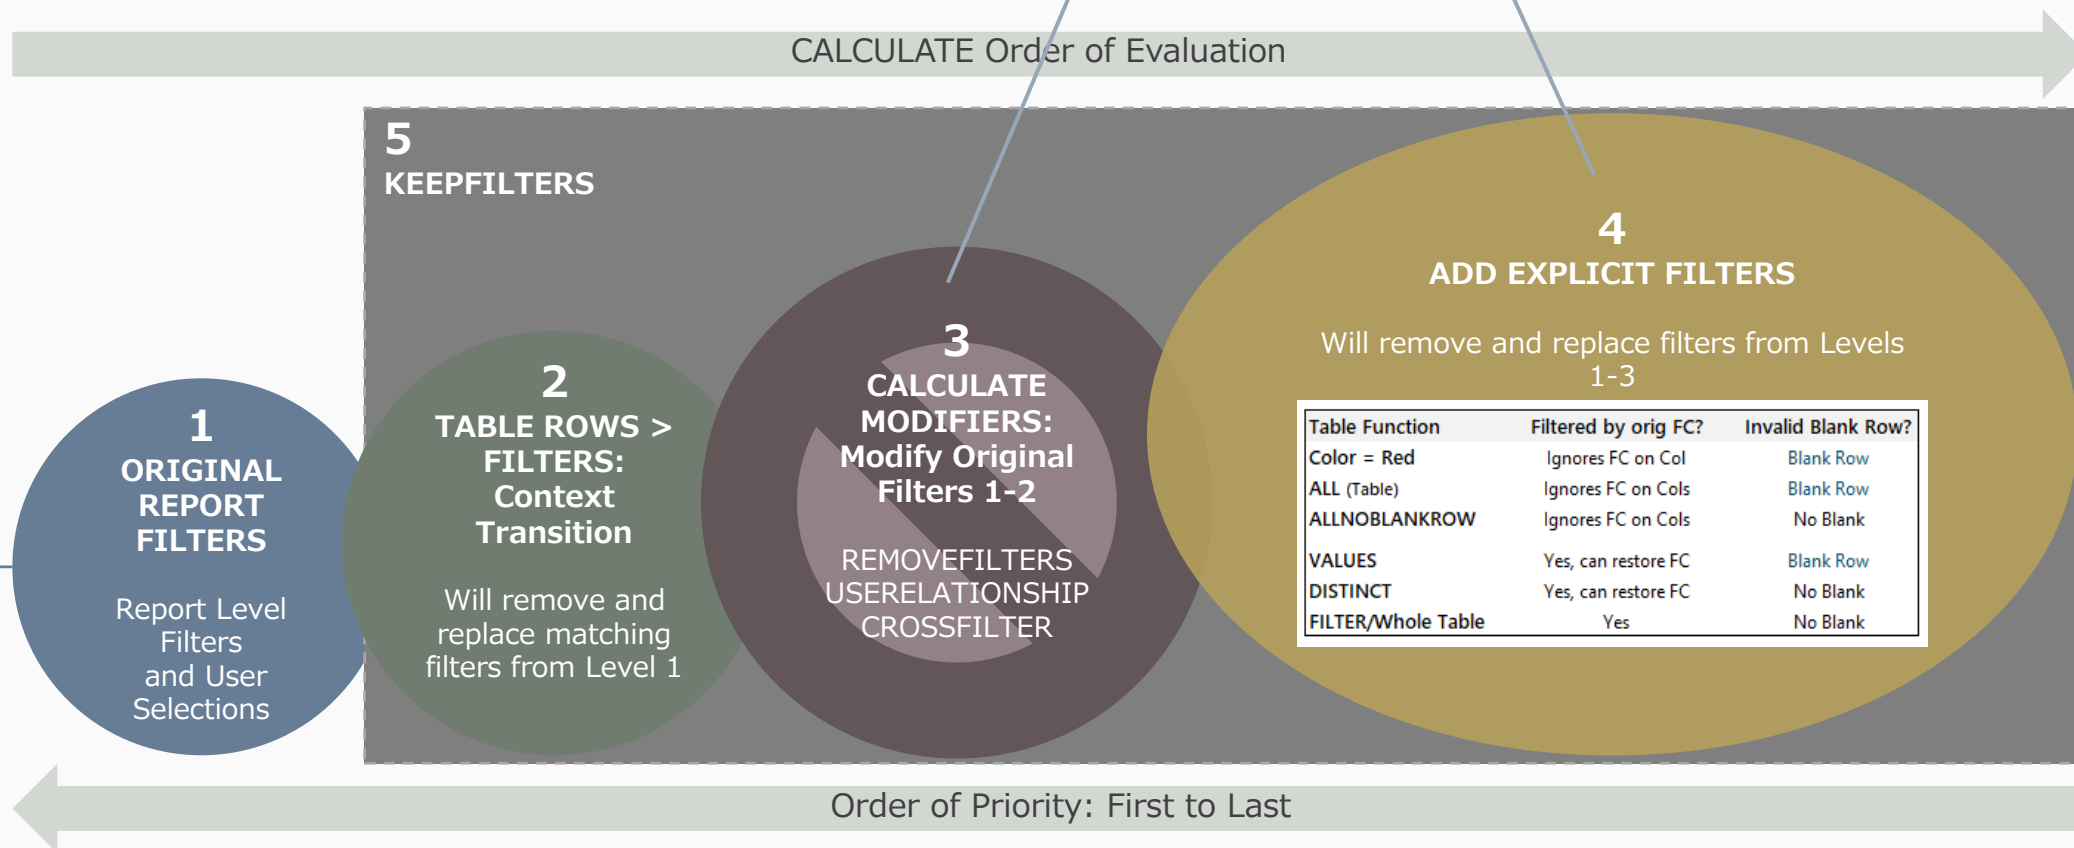 CALCULATE Order of Evaluation
5
KEEPFILTERS
1
ORIGINAL
REPORT
FILTERS
Report Level
Filters
and User
Selections
2
TABLE ROWS >
FILTERS:
Context
Transition
Will remove and
replace matching
filters from Level 1
3
CALCULATE
MODIFIERS:
Modify Original
Filters 1-2
REMOVEFILTERS
USERELATIONSHIP
CROSSFILTER
4
ADD EXPLICIT FILTERS
Will remove and replace filters from Levels
1-3
Table Function Filtered by orig FC? Invalid Blank Row?
Color = Red Ignores FC on Col Blank Row
ALL (Table) Ignores FC on Cols Blank Row
ALLNOBLANKROW Ignores FC on Cols No Blank
VALUES Yes, can restore FC Blank Row
DISTINCT Yes, can restore FC No Blank
FILTER/Whole Table Yes No Blank
Order of Priority: First to Last